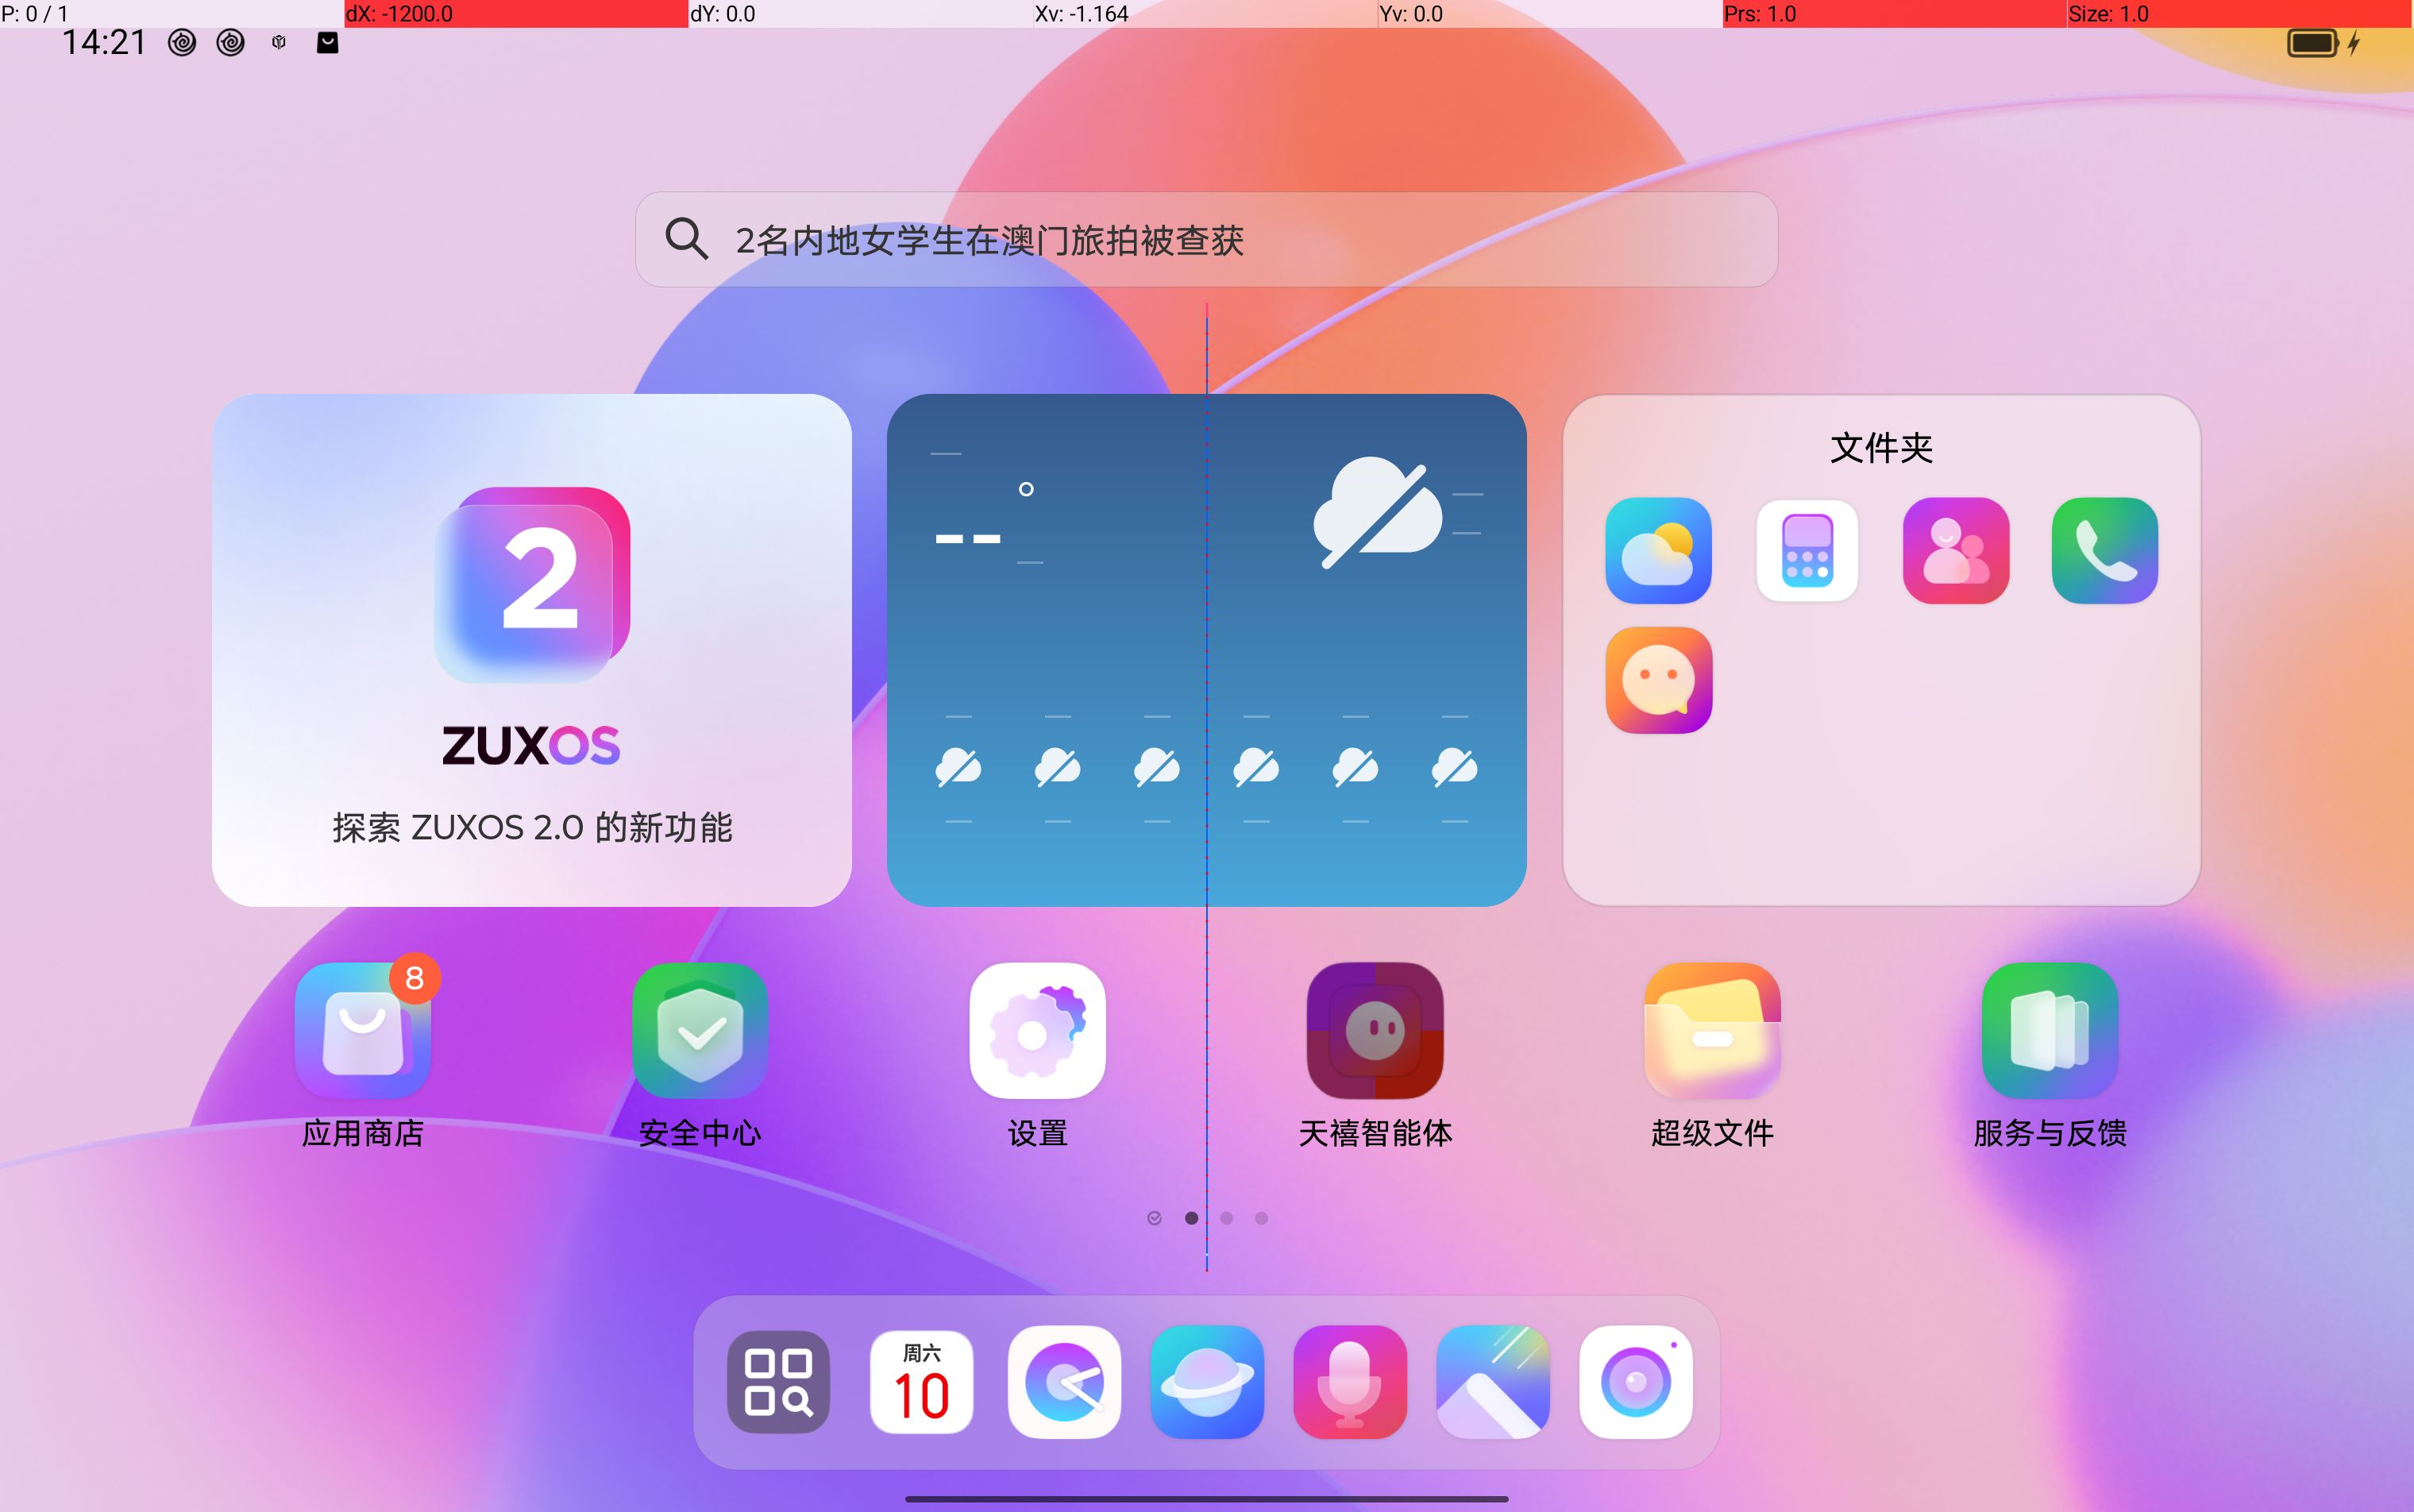 P: 0 / 1 dX: -1200.0 dY: 0.0 Xv: -1.164 Yv: 0.0 Prs: 1.0 Size: 1.0
14:21
2名内地女学生在澳门旅拍被查获
2
ZUXOS
探索 ZUXOS 2.0 的新功能
--°
文件夹
8
应用商店 安全中心 设置 天禧智能体 超级文件 服务与反馈
周六
10